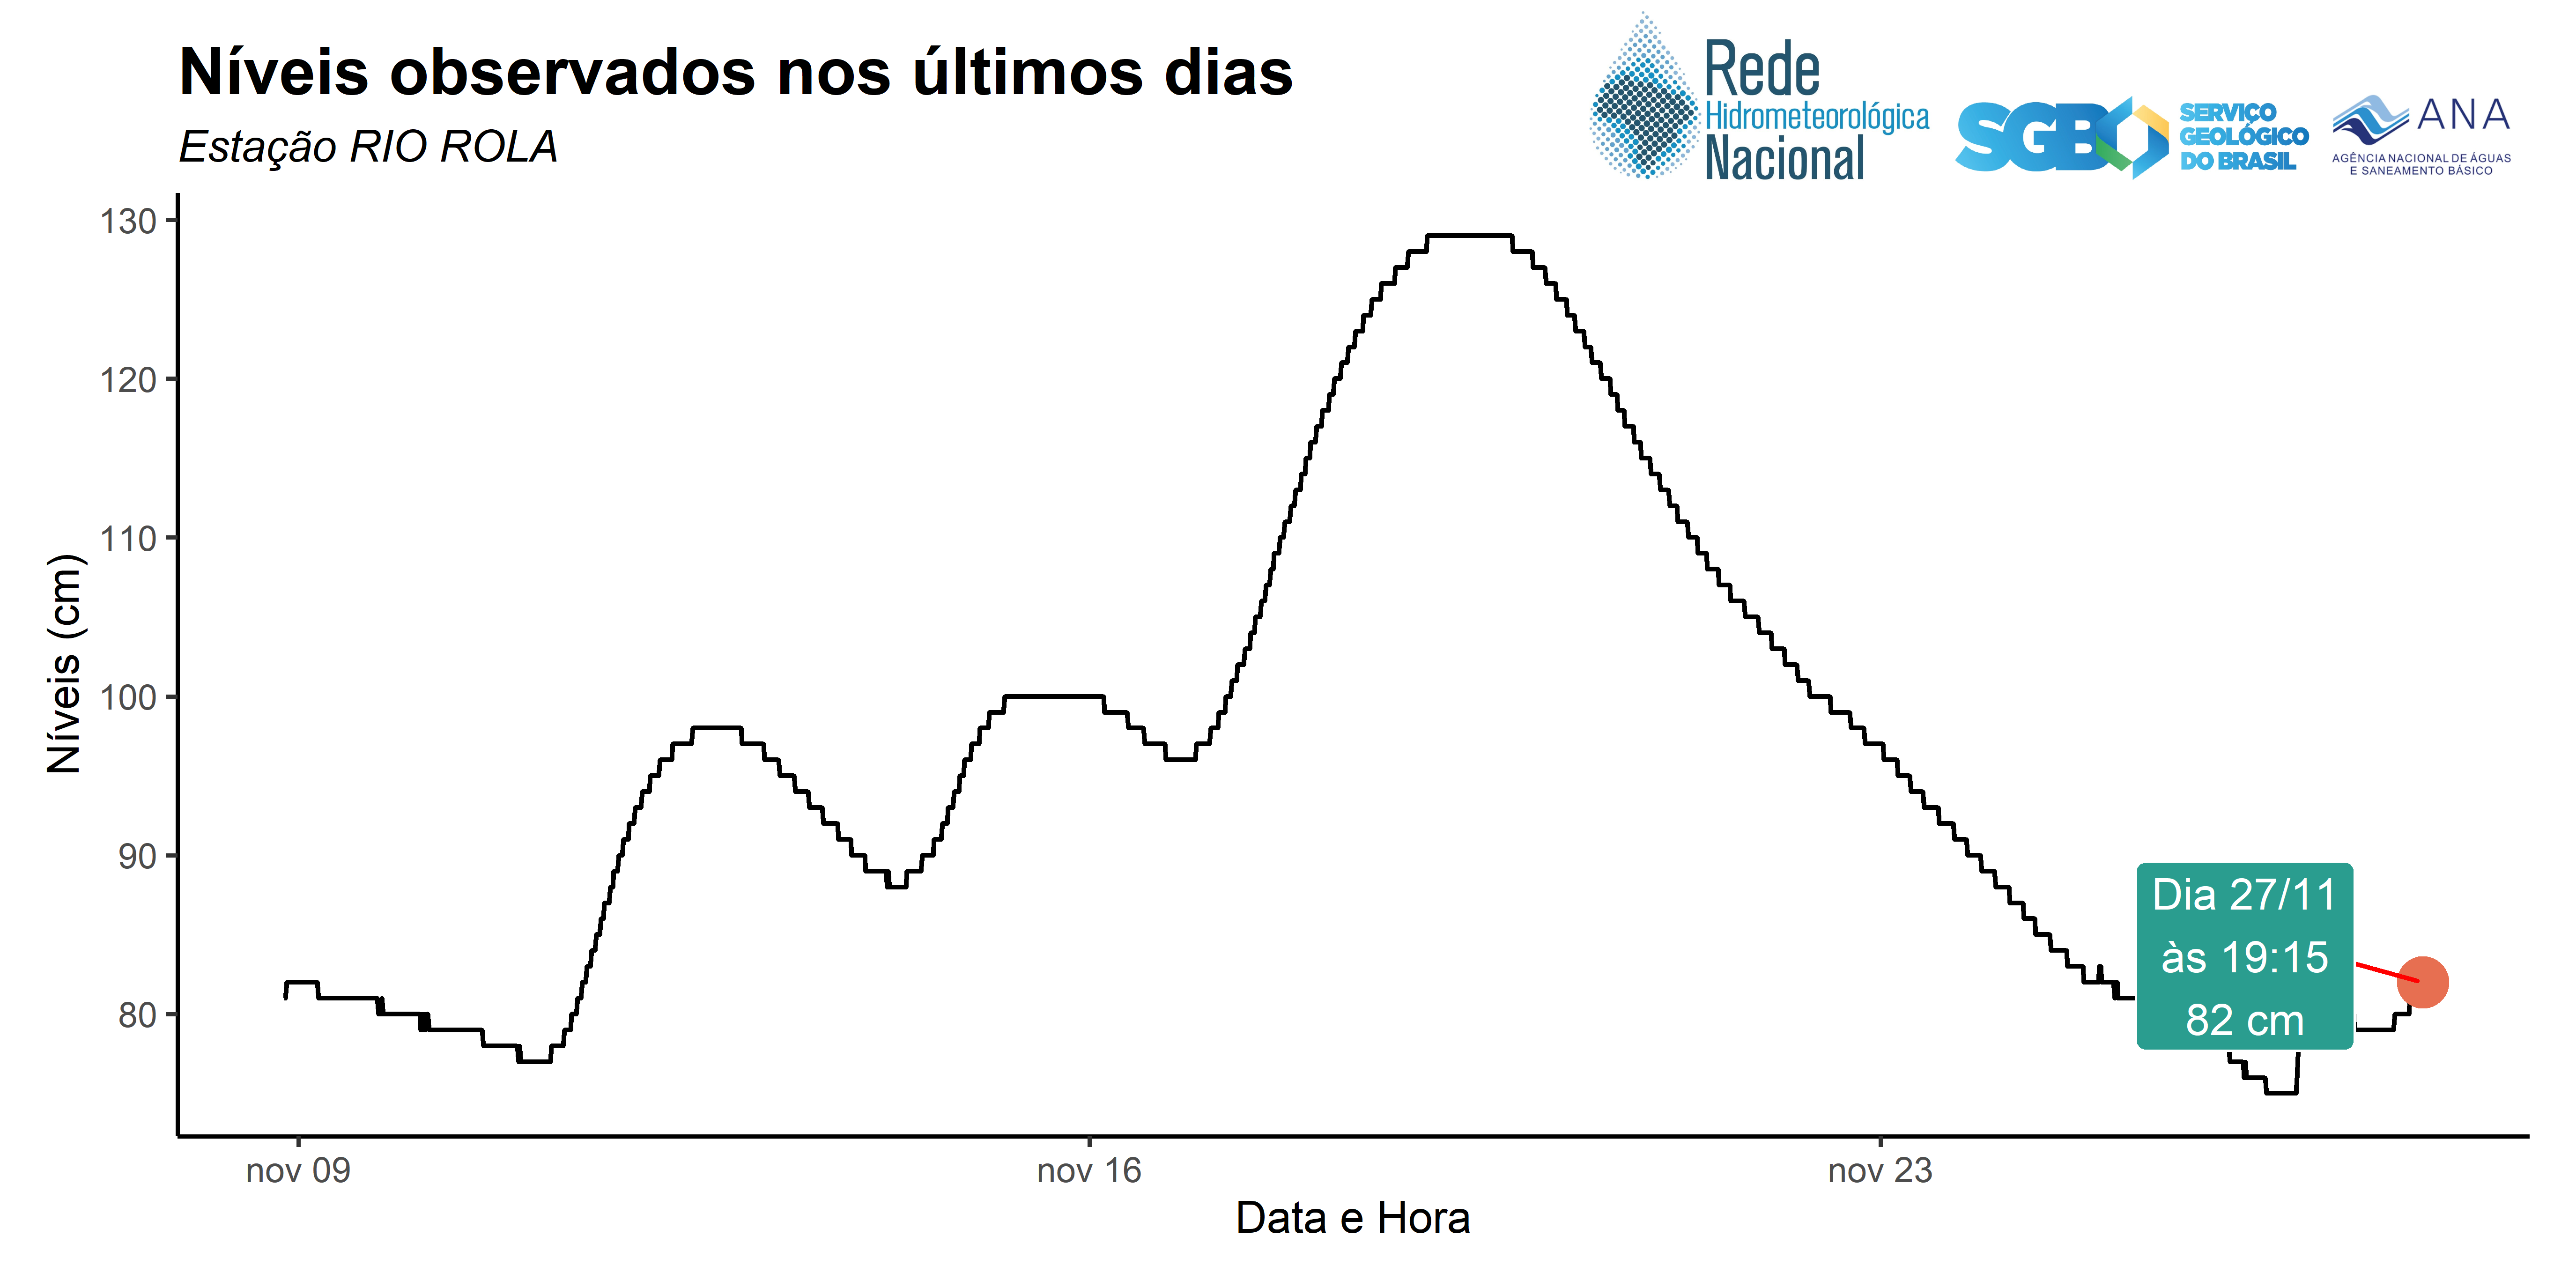 Níveis observados nos últimos dias
Estação RIO ROLA
Rede
Hidrometeorológica
Nacional
SGB
SERVIÇO
GEOLÓGICO
DO BRASIL
ANA
AGÊNCIA NACIONAL DE ÁGUAS
E SANEAMENTO BÁSICO
Níveis (cm)
130
120
110
100
90
80
Dia 27/11
às 19:15
82 cm
nov 09
nov 16
nov 23
Data e Hora